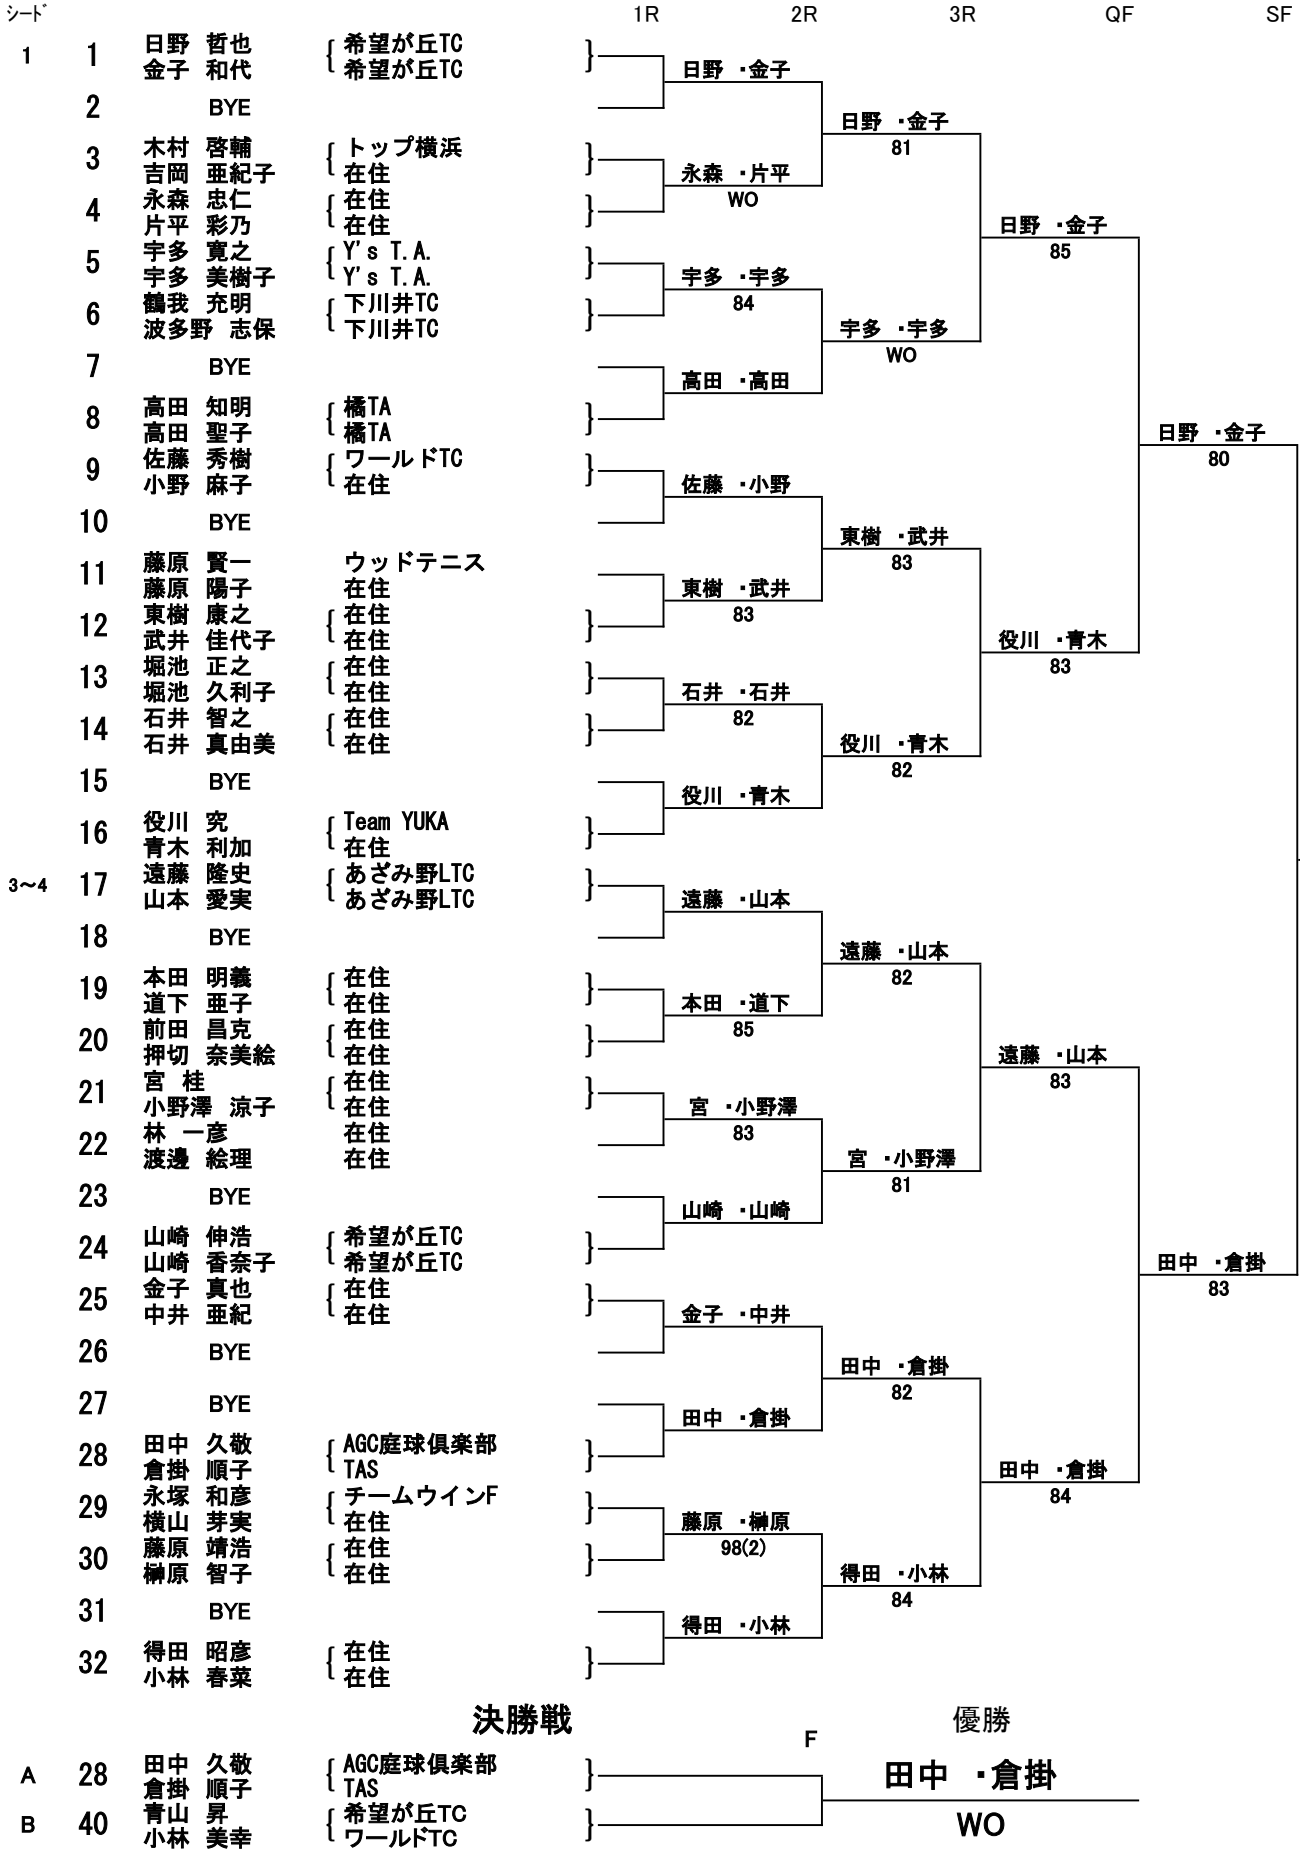 シード 1R 2R 3R QF SF
1 1 日野 哲也 { 希望が丘TC }
金子 和代 希望が丘TC
日野 ・金子
2 BYE
日野 ・金子
81
3 木村 啓輔 { トップ横浜 }
吉岡 亜紀子 在住
永森 ・片平
WO
4 永森 忠仁 { 在住 }
片平 彩乃 在住
日野 ・金子
85
5 宇多 寛之 { Y's T.A. }
宇多 美樹子 Y's T.A.
宇多 ・宇多
84
6 鶴我 充明 { 下川井TC }
波多野 志保 下川井TC
宇多 ・宇多
WO
7 BYE
高田 ・高田
8 高田 知明 { 橘TA }
高田 聖子 橘TA
日野 ・金子
80
9 佐藤 秀樹 { ワールドTC }
小野 麻子 在住
佐藤 ・小野
10 BYE
東樹 ・武井
83
11 藤原 賢一 ウッドテニス
藤原 陽子 在住
東樹 ・武井
83
12 東樹 康之 { 在住 }
武井 佳代子 在住
役川 ・青木
83
13 堀池 正之 { 在住 }
堀池 久利子 在住
石井 ・石井
82
14 石井 智之 { 在住 }
石井 真由美 在住
役川 ・青木
82
15 BYE
役川 ・青木
16 役川 究 { Team YUKA }
青木 利加 在住
3～4 17 遠藤 隆史 { あざみ野LTC }
山本 愛実 あざみ野LTC
遠藤 ・山本
18 BYE
遠藤 ・山本
82
19 本田 明義 { 在住 }
道下 亜子 在住
本田 ・道下
85
20 前田 昌克 { 在住 }
押切 奈美絵 在住
遠藤 ・山本
83
21 宮 桂 { 在住 }
小野澤 涼子 在住
宮 ・小野澤
83
22 林 一彦 在住
渡邊 絵理 在住
宮 ・小野澤
81
23 BYE
山崎 ・山崎
24 山崎 伸浩 { 希望が丘TC }
山崎 香奈子 希望が丘TC
田中 ・倉掛
83
25 金子 真也 { 在住 }
中井 亜紀 在住
金子 ・中井
26 BYE
田中 ・倉掛
82
27 BYE
田中 ・倉掛
28 田中 久敬 { AGC庭球倶楽部 }
倉掛 順子 TAS
田中 ・倉掛
84
29 永塚 和彦 { チームウインF }
横山 芽実 在住
藤原 ・榊原
98(2)
30 藤原 靖浩 { 在住 }
榊原 智子 在住
得田 ・小林
84
31 BYE
得田 ・小林
32 得田 昭彦 { 在住 }
小林 春菜 在住
決勝戦 F 優勝
A 28 田中 久敬 { AGC庭球倶楽部 }
倉掛 順子 TAS
田中 ・倉掛
WO
B 40 青山 昇 { 希望が丘TC }
小林 美幸 ワールドTC